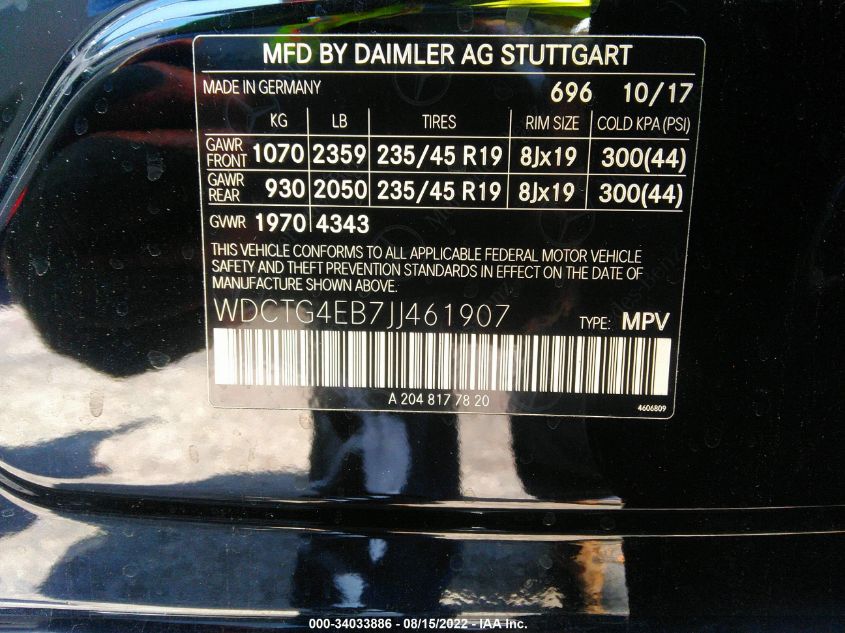 MFD BY DAIMLER AG STUTTGART
MADE IN GERMANY 696 10/17
KG LB TIRES RIM SIZE COLD KPA (PSI)
GAWR FRONT 1070 2359 235/45 R19 8Jx19 300(44)
GAWR REAR 930 2050 235/45 R19 8Jx19 300(44)
GVWR 1970 4343
THIS VEHICLE CONFORMS TO ALL APPLICABLE FEDERAL MOTOR VEHICLE
SAFETY AND THEFT PREVENTION STANDARDS IN EFFECT ON THE DATE OF
MANUFACTURE SHOWN ABOVE.
WDCTG4EB7JJ461907 TYPE: MPV
A 204 817 78 20
4606809
000-34033886 - 08/15/2022 - IAA Inc.